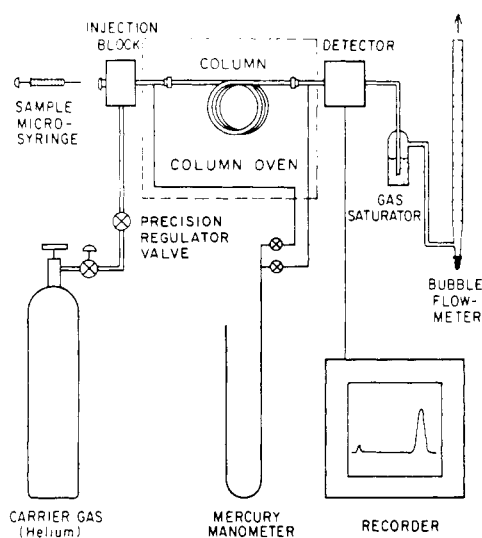 INJECTION
BLOCK
COLUMN
DETECTOR
SAMPLE
MICRO-
SYRINGE
COLUMN OVEN
GAS
SATURATOR
PRECISION
REGULATOR
VALVE
BUBBLE
FLOW-
METER
CARRIER GAS
(Helium)
MERCURY
MANOMETER
RECORDER